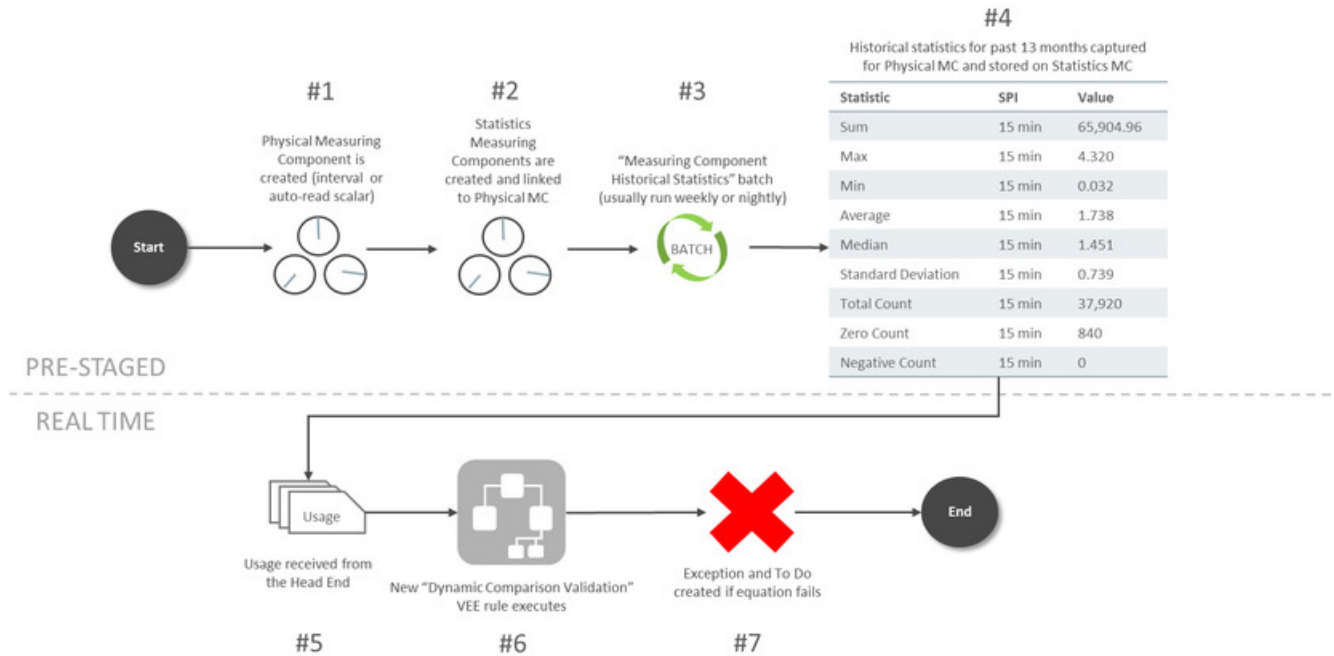 #4
Historical statistics for past 13 months captured
for Physical MC and stored on Statistics MC
#1
Physical Measuring
Component is
created (interval or
auto-read scalar)
#2
Statistics
Measuring
Components are
created and linked
to Physical MC
#3
“Measuring Component
Historical Statistics” batch
(usually run weekly or nightly)
Statistic SPI Value
Sum 15 min 65,904.96
Max 15 min 4.320
Min 15 min 0.032
Average 15 min 1.738
Median 15 min 1.451
Standard Deviation 15 min 0.739
Total Count 15 min 37,920
Zero Count 15 min 840
Negative Count 15 min 0
Start
BATCH
PRE-STAGED
REAL TIME
Usage
End
Usage received from
the Head End
New “Dynamic Comparison Validation”
VEE rule executes
Exception and To Do
created if equation fails
#5
#6
#7